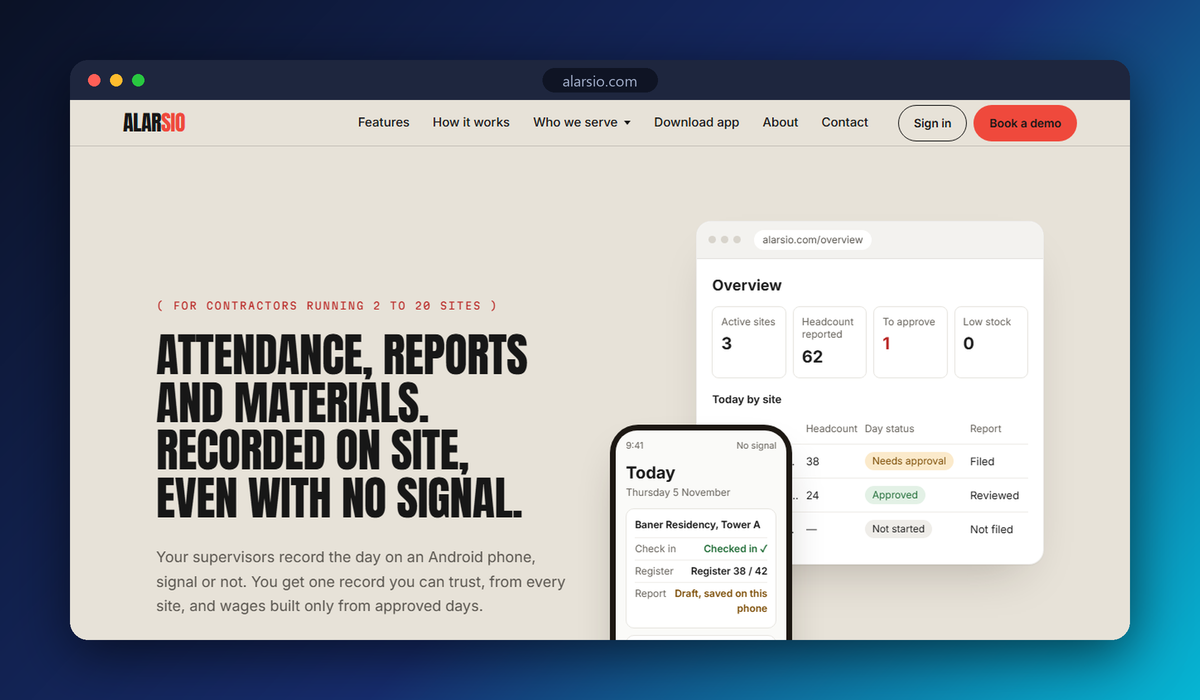 alarsio.com
ALARSIO
Features
How it works
Who we serve
Download app
About
Contact
Sign in
Book a demo
( FOR CONTRACTORS RUNNING 2 TO 20 SITES )
ATTENDANCE, REPORTS
AND MATERIALS.
RECORDED ON SITE,
EVEN WITH NO SIGNAL.
Your supervisors record the day on an Android phone,
signal or not. You get one record you can trust, from every
site, and wages built only from approved days.
alarsio.com/overview
Overview
Active sites
3
Headcount
reported
62
To approve
1
Low stock
0
Today by site
Headcount Day status Report
38 Needs approval Filed
24 Approved Reviewed
— Not started Not filed
9:41 No signal
Today
Thursday 5 November
Baner Residency, Tower A
Check in Checked in ✓
Register Register 38 / 42
Report Draft, saved on this
phone